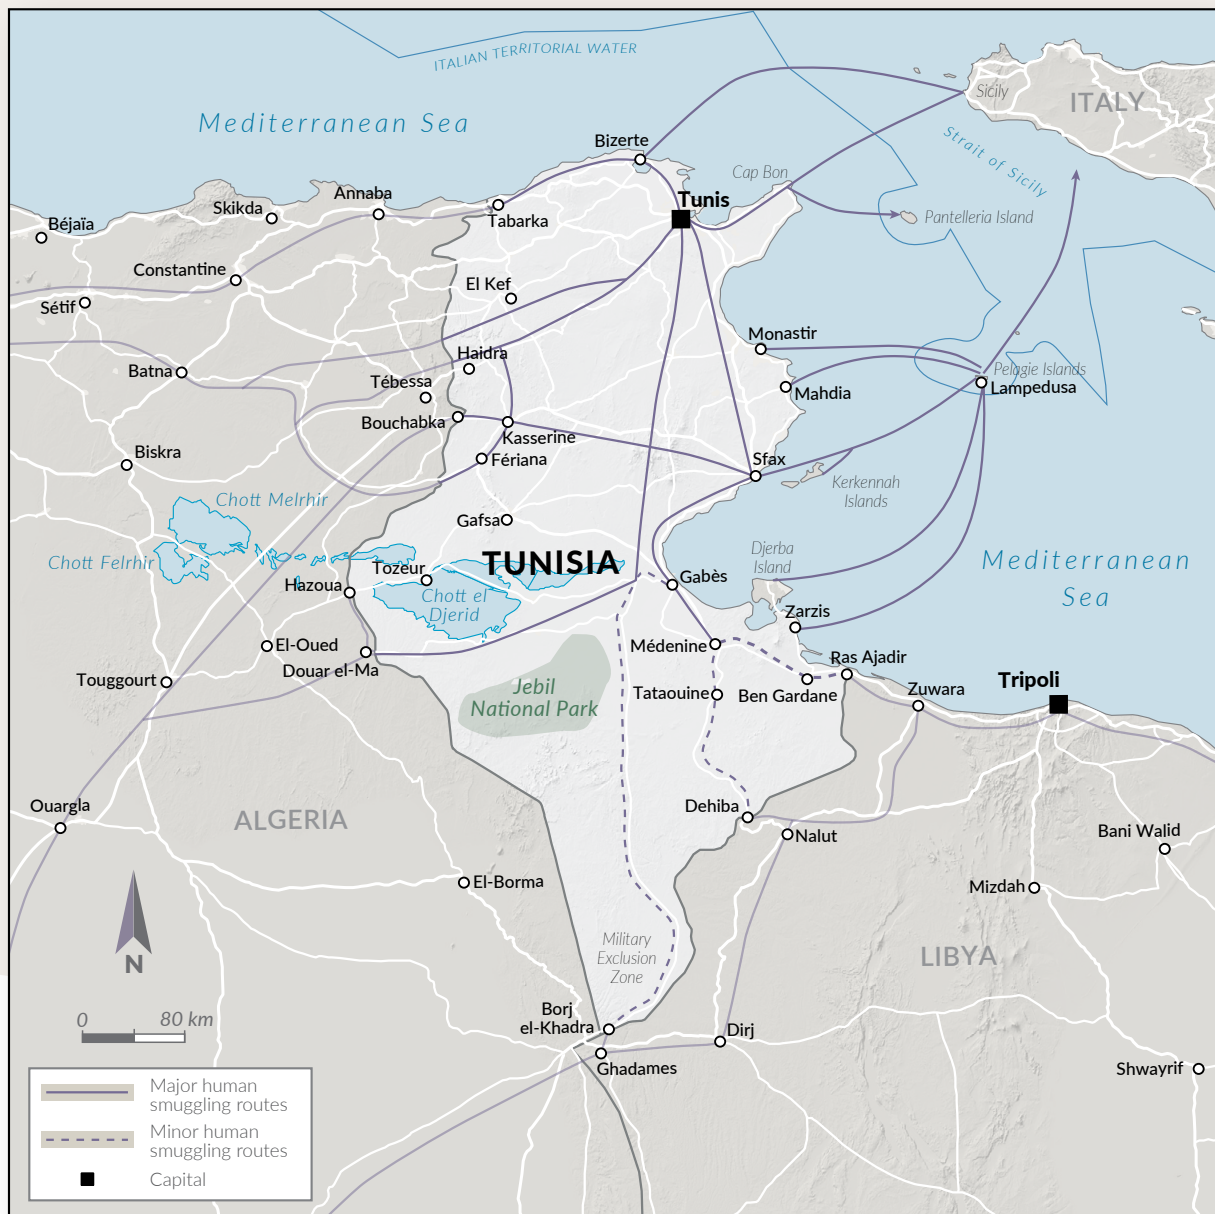 ITALIAN TERRITORIAL WATER
Mediterranean Sea
Sicily
ITALY
Strait of Sicily
Bizerte
Cap Bon
Annaba
Skikda
Tunis
Béjaïa
Tabarka
Pantelleria Island
Constantine
El Kef
Sétif
Monastir
Haidra
Pelagie Islands
Batna
Tébessa
Lampedusa
Mahdia
Bouchabka
Kasserine
Biskra
Fériana
Sfax
Kerkennah
Islands
Chott Melrhir
Gafsa
Djerba
Island
Mediterranean
Sea
Chott Felrhir
TUNISIA
Tozeur
Gabès
Hazoua
Chott el
Djerid
Zarzis
El-Oued
Médenine
Ras Ajadir
Douar el-Ma
Touggourt
Jebil
National Park
Tataouine
Ben Gardane
Zuwara
Tripoli
Ouargla
ALGERIA
Dehiba
Nalut
Bani Walid
El-Borma
Mizdah
Military
Exclusion
Zone
LIBYA
N
Borj
el-Khadra
Dirj
0 80 km
Ghadames
Shwayrif
Major human
smuggling routes
Minor human
smuggling routes
Capital